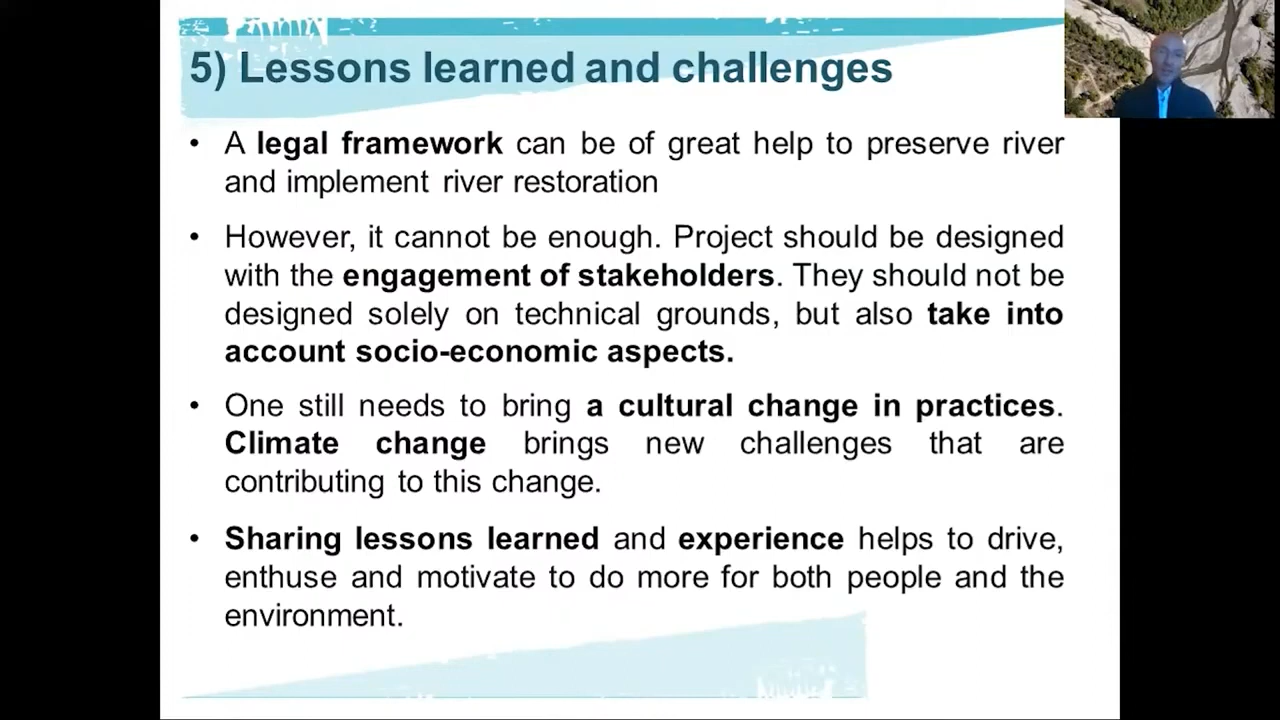 5) Lessons learned and challenges
• A legal framework can be of great help to preserve river
and implement river restoration
• However, it cannot be enough. Project should be designed
with the engagement of stakeholders. They should not be
designed solely on technical grounds, but also take into
account socio-economic aspects.
• One still needs to bring a cultural change in practices.
Climate change brings new challenges that are
contributing to this change.
• Sharing lessons learned and experience helps to drive,
enthuse and motivate to do more for both people and the
environment.